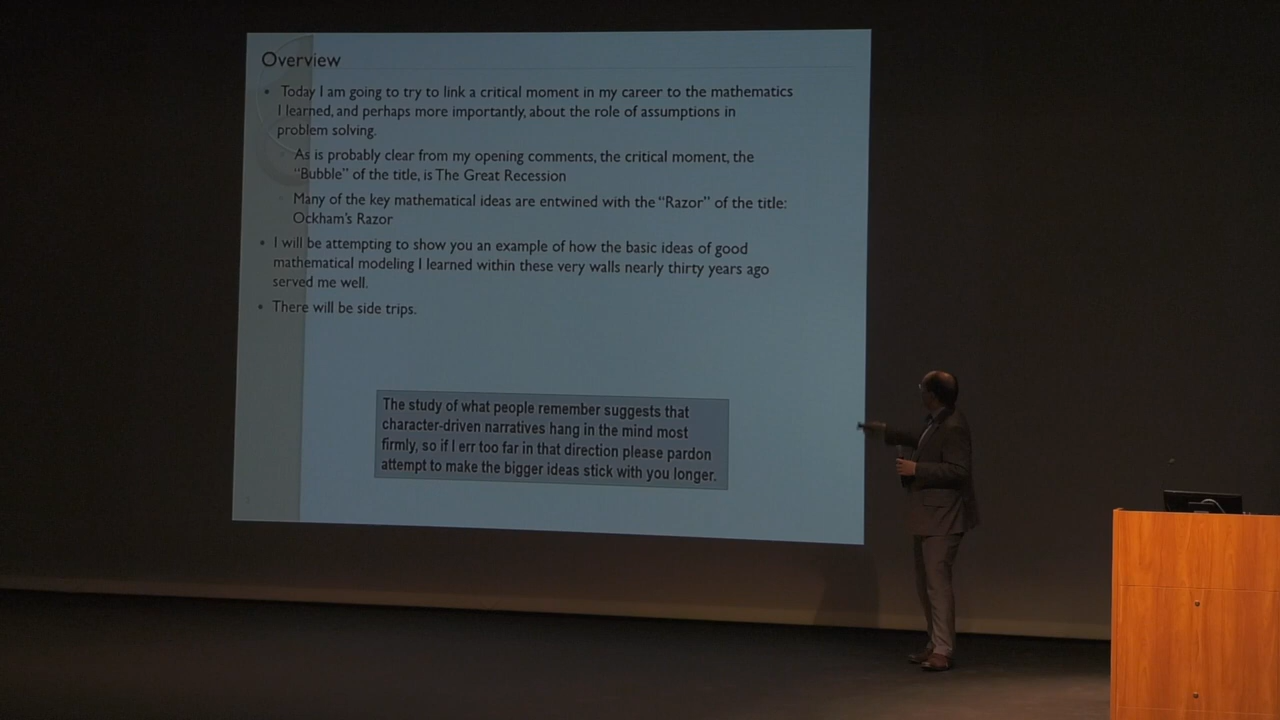 Overview
• Today I am going to try to link a critical moment in my career to the mathematics
I learned, and perhaps more importantly, about the role of assumptions in
problem solving.
As is probably clear from my opening comments, the critical moment, the
“Bubble” of the title, is The Great Recession
Many of the key mathematical ideas are entwined with the “Razor” of the title:
Ockham’s Razor
• I will be attempting to show you an example of how the basic ideas of good
mathematical modeling I learned within these very walls nearly thirty years ago
served me well.
• There will be side trips.
The study of what people remember suggests that
character-driven narratives hang in the mind most
firmly, so if I err too far in that direction please pardon
attempt to make the bigger ideas stick with you longer.